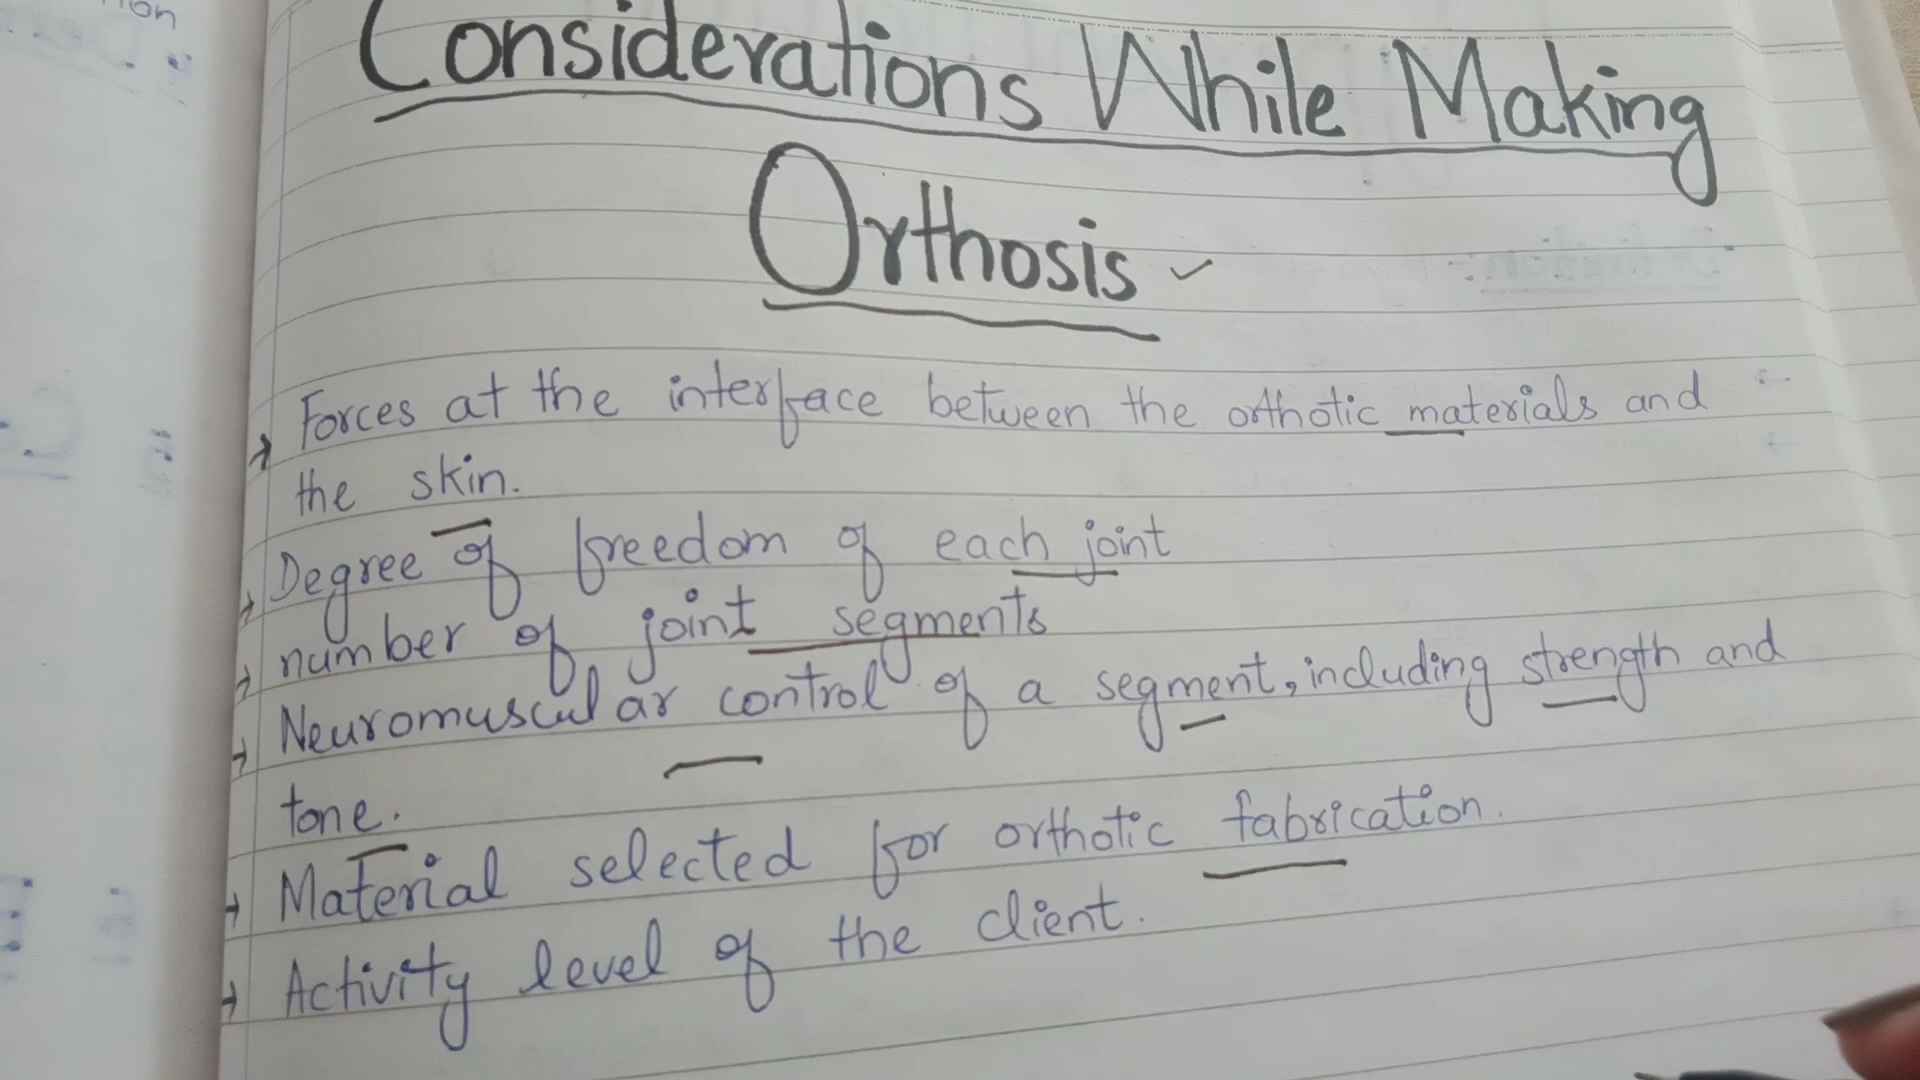 Considerations While Making
Orthosis ✓
→ Forces at the interface between the orthotic materials and
the skin.
→ Degree of freedom of each joint
→ number of joint segments
→ Neuromuscular control of a segment, including strength and
tone.
→ Material selected for orthotic fabrication.
→ Activity level of the client.